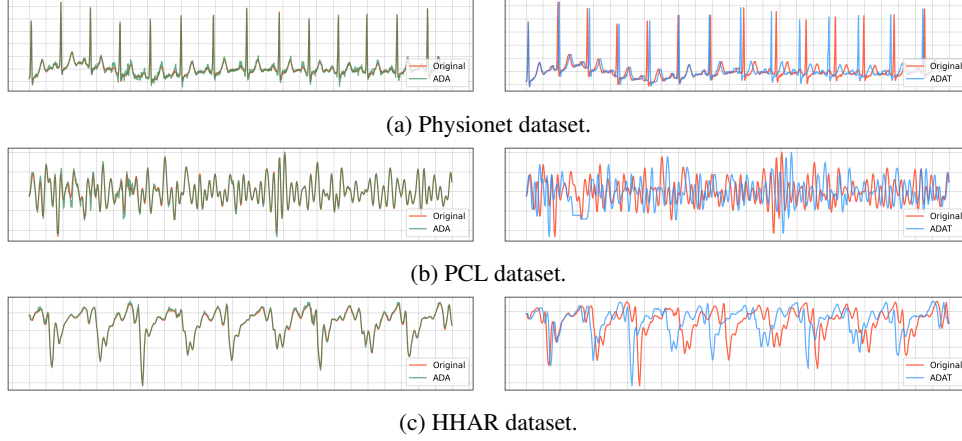 Original
ADA
Original
ADAT
(a) Physionet dataset.
Original
ADA
Original
ADAT
(b) PCL dataset.
Original
ADA
Original
ADAT
(c) HHAR dataset.